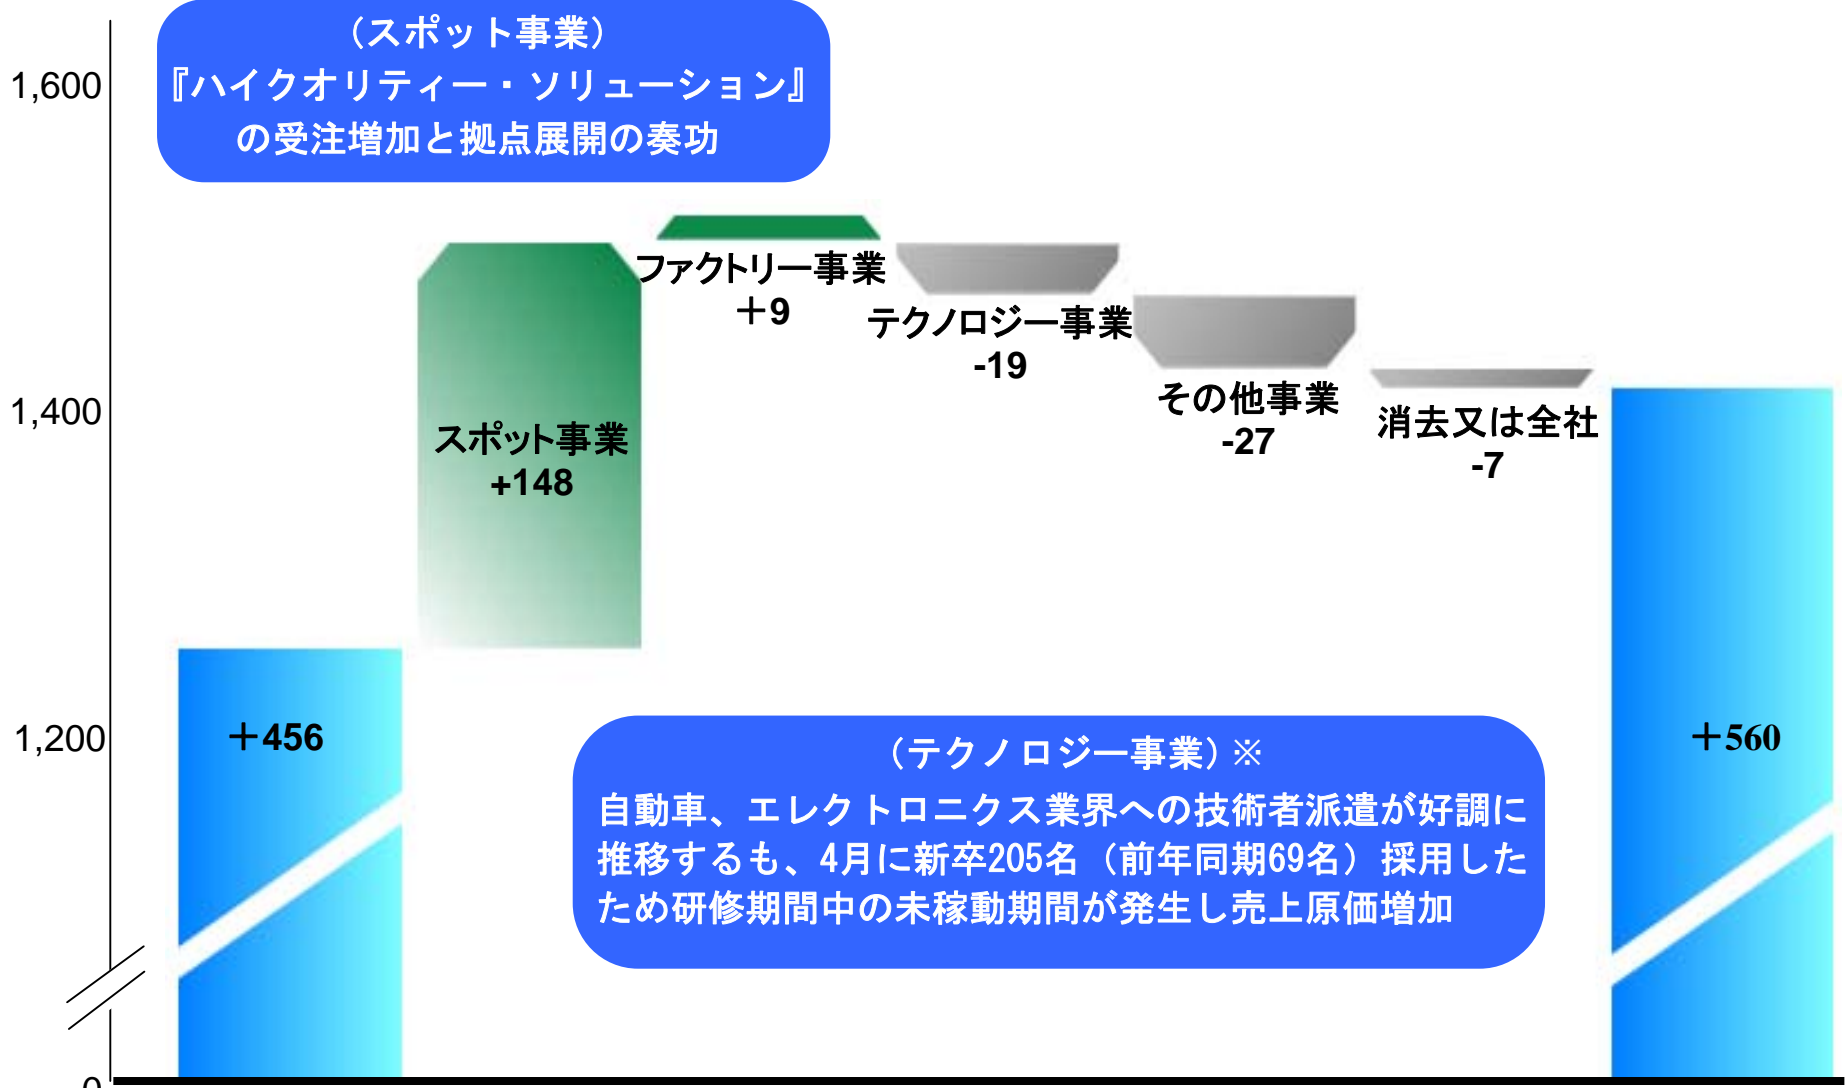 (スポット事業)
『ハイクオリティー・ソリューション』
の受注増加と拠点展開の奏功
1,600
1,400
1,200
0
ファクトリー事業
+9
テクノロジー事業
-19
その他事業
-27
消去又は全社
-7
スポット事業
+148
+456
+560
(テクノロジー事業)※
自動車、エレクトロニクス業界への技術者派遣が好調に
推移するも、4月に新卒205名(前年同期69名)採用した
ため研修期間中の未稼動期間が発生し売上原価増加